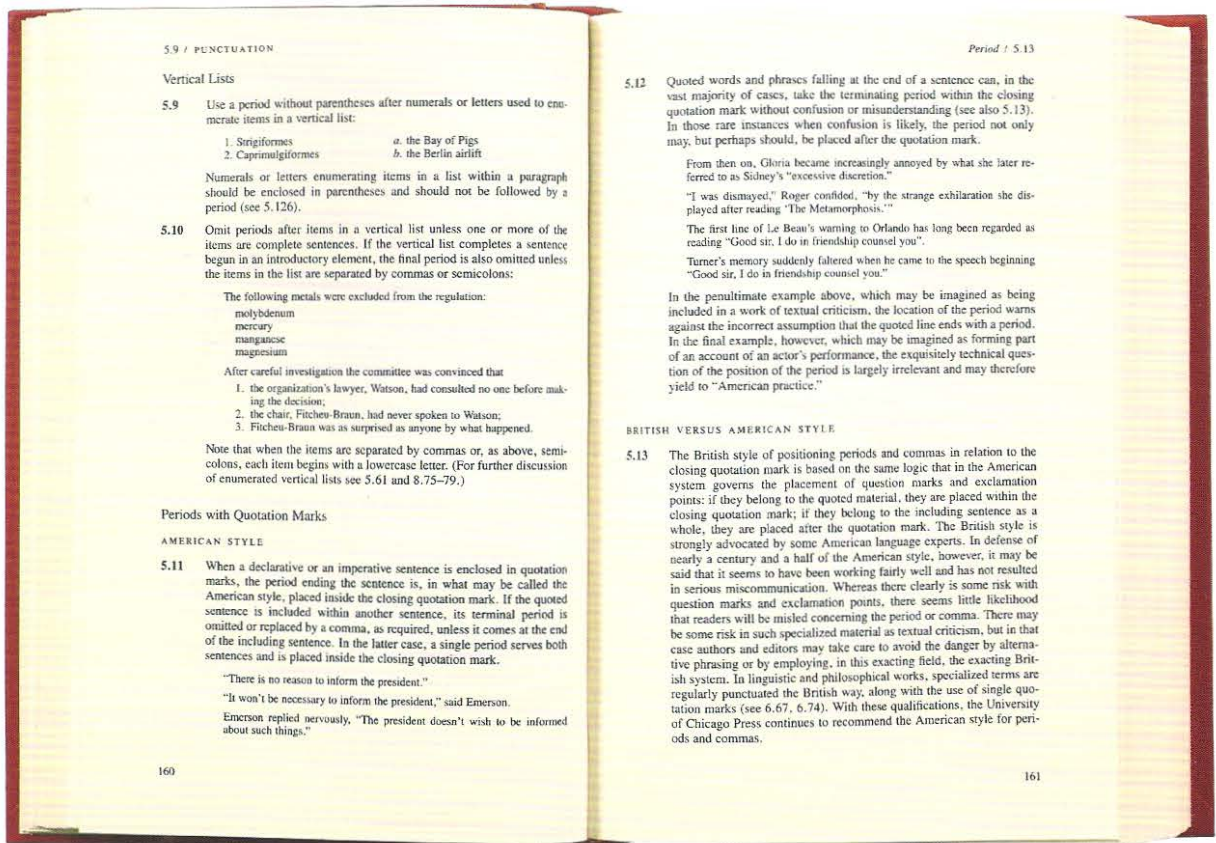 5.9 / PUNCTUATION
Vertical Lists
5.9 Use a period without parentheses after numerals or letters used to enu-
merate items in a vertical list:
1. Strigiformes a. the Bay of Pigs
2. Caprimulgiformes b. the Berlin airlift
Numerals or letters enumerating items in a list within a paragraph
should be enclosed in parentheses and should not be followed by a
period (see 5.126).
5.10 Omit periods after items in a vertical list unless one or more of the
items are complete sentences. If the vertical list completes a sentence
begun in an introductory element, the final period is also omitted unless
the items in the list are separated by commas or semicolons:
The following metals were excluded from the regulation:
molybdenum
mercury
manganese
magnesium
After careful investigation the committee was convinced that
1. the organization's lawyer, Watson, had consulted no one before mak-
ing the decision;
2. the chair, Fitcheu-Braun, had never spoken to Watson;
3. Fitcheu-Braun was as surprised as anyone by what happened.
Note that when the items are separated by commas or, as above, semi-
colons, each item begins with a lowercase letter. (For further discussion
of enumerated vertical lists see 5.61 and 8.75–79.)
Periods with Quotation Marks
AMERICAN STYLE
5.11 When a declarative or an imperative sentence is enclosed in quotation
marks, the period ending the sentence is, in what may be called the
American style, placed inside the closing quotation mark. If the quoted
sentence is included within another sentence, its terminal period is
omitted or replaced by a comma, as required, unless it comes at the end
of the including sentence. In the latter case, a single period serves both
sentences and is placed inside the closing quotation mark.
"There is no reason to inform the president."
"It won't be necessary to inform the president," said Emerson.
Emerson replied nervously, "The president doesn't wish to be informed
about such things."
160
Period / 5.13
5.12 Quoted words and phrases falling at the end of a sentence can, in the
vast majority of cases, take the terminating period within the closing
quotation mark without confusion or misunderstanding (see also 5.13).
In those rare instances when confusion is likely, the period not only
may, but perhaps should, be placed after the quotation mark.
From then on, Gloria became increasingly annoyed by what she later re-
ferred to as Sidney's "excessive discretion."
"I was dismayed," Roger confided, "by the strange exhilaration she dis-
played after reading 'The Metamorphosis.'"
The first line of Le Beau's warning to Orlando has long been regarded as
reading "Good sir, I do in friendship counsel you".
Turner's memory suddenly faltered when he came to the speech beginning
"Good sir, I do in friendship counsel you."
In the penultimate example above, which may be imagined as being
included in a work of textual criticism, the location of the period warns
against the incorrect assumption that the quoted line ends with a period.
In the final example, however, which may be imagined as forming part
of an account of an actor's performance, the exquisitely technical ques-
tion of the position of the period is largely irrelevant and may therefore
yield to "American practice."
BRITISH VERSUS AMERICAN STYLE
5.13 The British style of positioning periods and commas in relation to the
closing quotation mark is based on the same logic that in the American
system governs the placement of question marks and exclamation
points: if they belong to the quoted material, they are placed within the
closing quotation mark; if they belong to the including sentence as a
whole, they are placed after the quotation mark. The British style is
strongly advocated by some American language experts. In defense of
nearly a century and a half of the American style, however, it may be
said that it seems to have been working fairly well and has not resulted
in serious miscommunication. Whereas there clearly is some risk with
question marks and exclamation points, there seems little likelihood
that readers will be misled concerning the period or comma. There may
be some risk in such specialized material as textual criticism, but in that
case authors and editors may take care to avoid the danger by alterna-
tive phrasing or by employing, in this exacting field, the exacting Brit-
ish system. In linguistic and philosophical works, specialized terms are
regularly punctuated the British way, along with the use of single quo-
tation marks (see 6.67, 6.74). With these qualifications, the University
of Chicago Press continues to recommend the American style for peri-
ods and commas.
161